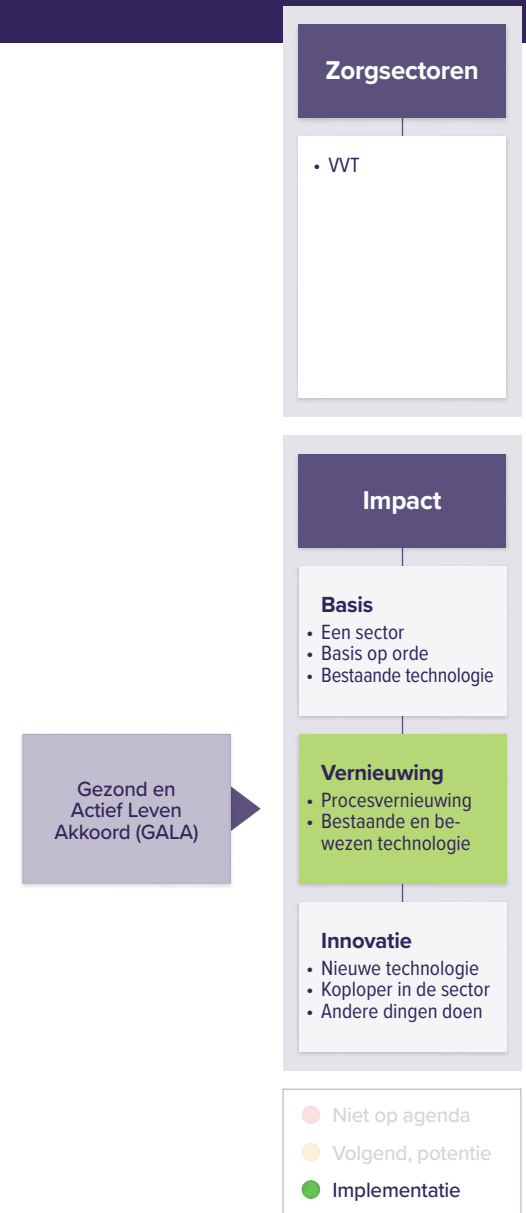 Zorgsectoren
• VVT
Impact
Basis
• Een sector
• Basis op orde
• Bestaande technologie
Gezond en
Actief Leven
Akkoord (GALA)
Vernieuwing
• Procesvernieuwing
• Bestaande en be-
wezen technologie
Innovatie
• Nieuwe technologie
• Koploper in de sector
• Andere dingen doen
Niet op agenda
Volgend, potentie
Implementatie